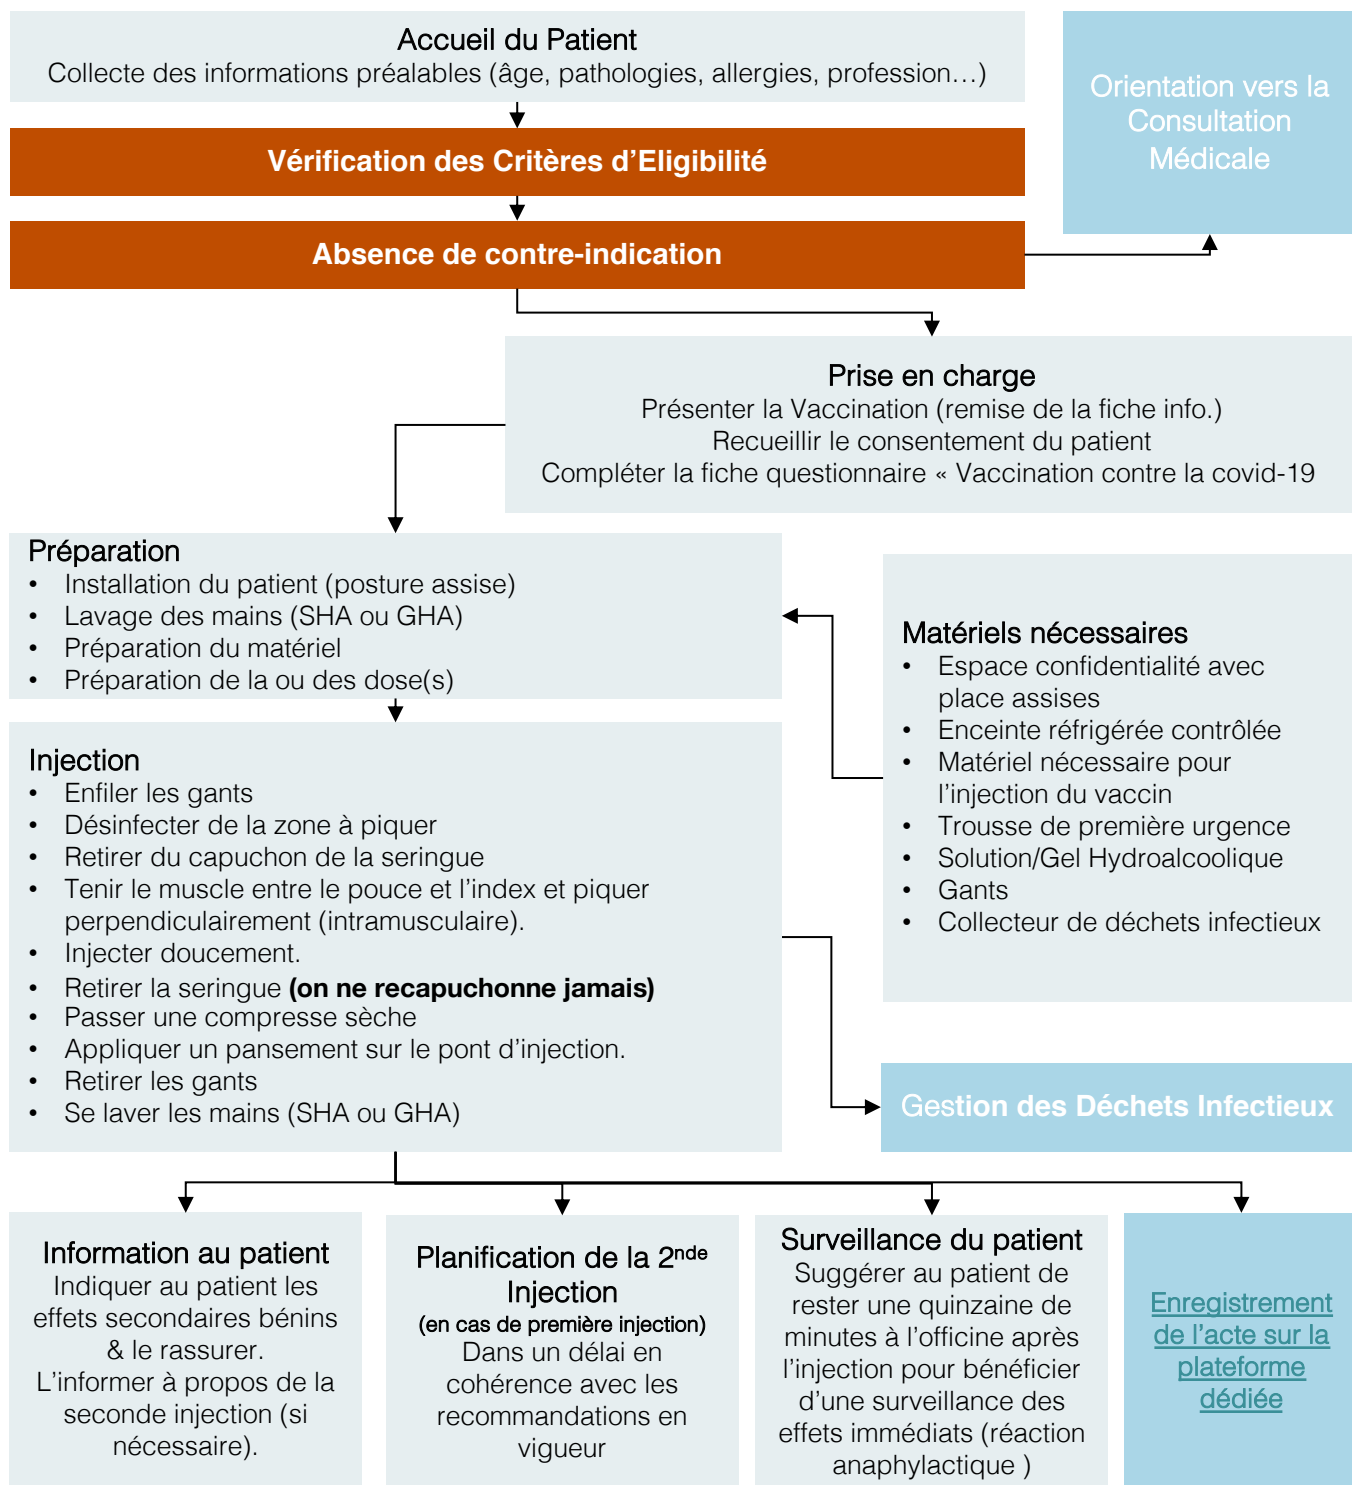 Accueil du Patient
Collecte des informations préalables (âge, pathologies, allergies, profession…)
Orientation vers la
Consultation
Médicale
Vérification des Critères d’Eligibilité
Absence de contre-indication
Prise en charge
Présenter la Vaccination (remise de la fiche info.)
Recueillir le consentement du patient
Compléter la fiche questionnaire « Vaccination contre la covid-19
Préparation
• Installation du patient (posture assise)
• Lavage des mains (SHA ou GHA)
• Préparation du matériel
• Préparation de la ou des dose(s)
Matériels nécessaires
• Espace confidentialité avec
place assises
• Enceinte réfrigérée contrôlée
• Matériel nécessaire pour
l’injection du vaccin
• Trousse de première urgence
• Solution/Gel Hydroalcoolique
• Gants
• Collecteur de déchets infectieux
Injection
• Enfiler les gants
• Désinfecter de la zone à piquer
• Retirer du capuchon de la seringue
• Tenir le muscle entre le pouce et l’index et piquer
perpendiculairement (intramusculaire).
• Injecter doucement.
• Retirer la seringue (on ne recapuchonne jamais)
• Passer une compresse sèche
• Appliquer un pansement sur le pont d’injection.
• Retirer les gants
• Se laver les mains (SHA ou GHA)
Gestion des Déchets Infectieux
Information au patient
Indiquer au patient les
effets secondaires bénins
& le rassurer.
L’informer à propos de la
seconde injection (si
nécessaire).
Planification de la 2nde
Injection
(en cas de première injection)
Dans un délai en
cohérence avec les
recommandations en
vigueur
Surveillance du patient
Suggérer au patient de
rester une quinzaine de
minutes à l’officine après
l’injection pour bénéficier
d’une surveillance des
effets immédiats (réaction
anaphylactique )
Enregistrement
de l’acte sur la
plateforme
dédiée